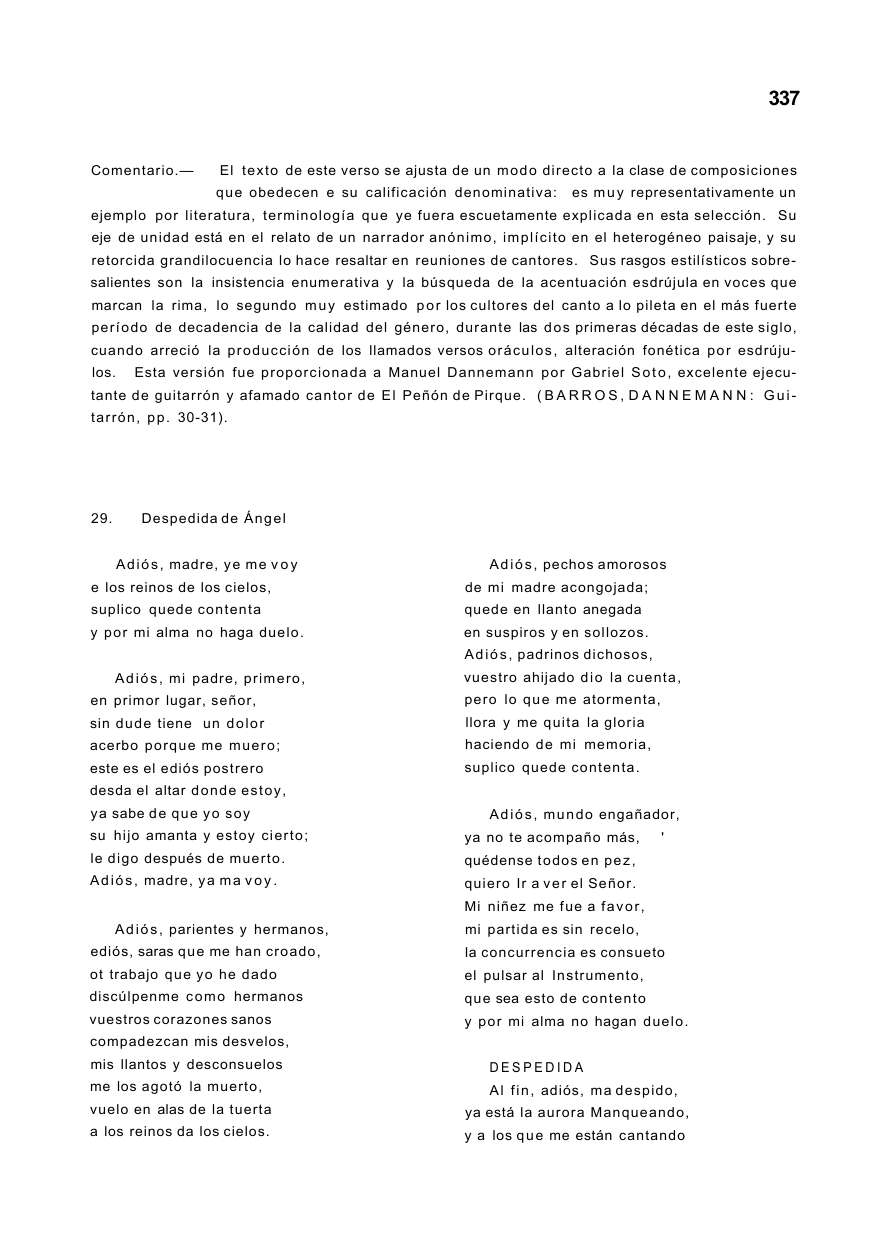 337
Comentario.— El texto de este verso se ajusta de un modo directo a la clase de composiciones
que obedecen e su calificación denominativa: es muy representativamente un
ejemplo por literatura, terminología que ye fuera escuetamente explicada en esta selección. Su
eje de unidad está en el relato de un narrador anónimo, implícito en el heterogéneo paisaje, y su
retorcida grandilocuencia lo hace resaltar en reuniones de cantores. Sus rasgos estilísticos sobre-
salientes son la insistencia enumerativa y la búsqueda de la acentuación esdrújula en voces que
marcan la rima, lo segundo muy estimado por los cultores del canto a lo pileta en el más fuerte
período de decadencia de la calidad del género, durante las dos primeras décadas de este siglo,
cuando arreció la producción de los llamados versos oráculos, alteración fonética por esdrúju-
los. Esta versión fue proporcionada a Manuel Dannemann por Gabriel Soto, excelente ejecu-
tante de guitarrón y afamado cantor de El Peñón de Pirque. (BARROS, DANNEMANN: Gui-
tarrón, pp. 30-31).
29. Despedida de Ángel
Adiós, madre, ye me voy
e los reinos de los cielos,
suplico quede contenta
y por mi alma no haga duelo.
Adiós, mi padre, primero,
en primor lugar, señor,
sin dude tiene un dolor
acerbo porque me muero;
este es el ediós postrero
desda el altar donde estoy,
ya sabe de que yo soy
su hijo amanta y estoy cierto;
le digo después de muerto.
Adiós, madre, ya ma voy.
Adiós, parientes y hermanos,
ediós, saras que me han croado,
ot trabajo que yo he dado
discúlpenme como hermanos
vuestros corazones sanos
compadezcan mis desvelos,
mis llantos y desconsuelos
me los agotó la muerto,
vuelo en alas de la tuerta
a los reinos da los cielos.
Adiós, pechos amorosos
de mi madre acongojada;
quede en llanto anegada
en suspiros y en sollozos.
Adiós, padrinos dichosos,
vuestro ahijado dio la cuenta,
pero lo que me atormenta,
llora y me quita la gloria
haciendo de mi memoria,
suplico quede contenta.
Adiós, mundo engañador,
ya no te acompaño más, '
quédense todos en pez,
quiero Ir a ver el Señor.
Mi niñez me fue a favor,
mi partida es sin recelo,
la concurrencia es consueto
el pulsar al Instrumento,
que sea esto de contento
y por mi alma no hagan duelo.
DESPEDIDA
Al fin, adiós, ma despido,
ya está la aurora Manqueando,
y a los que me están cantando